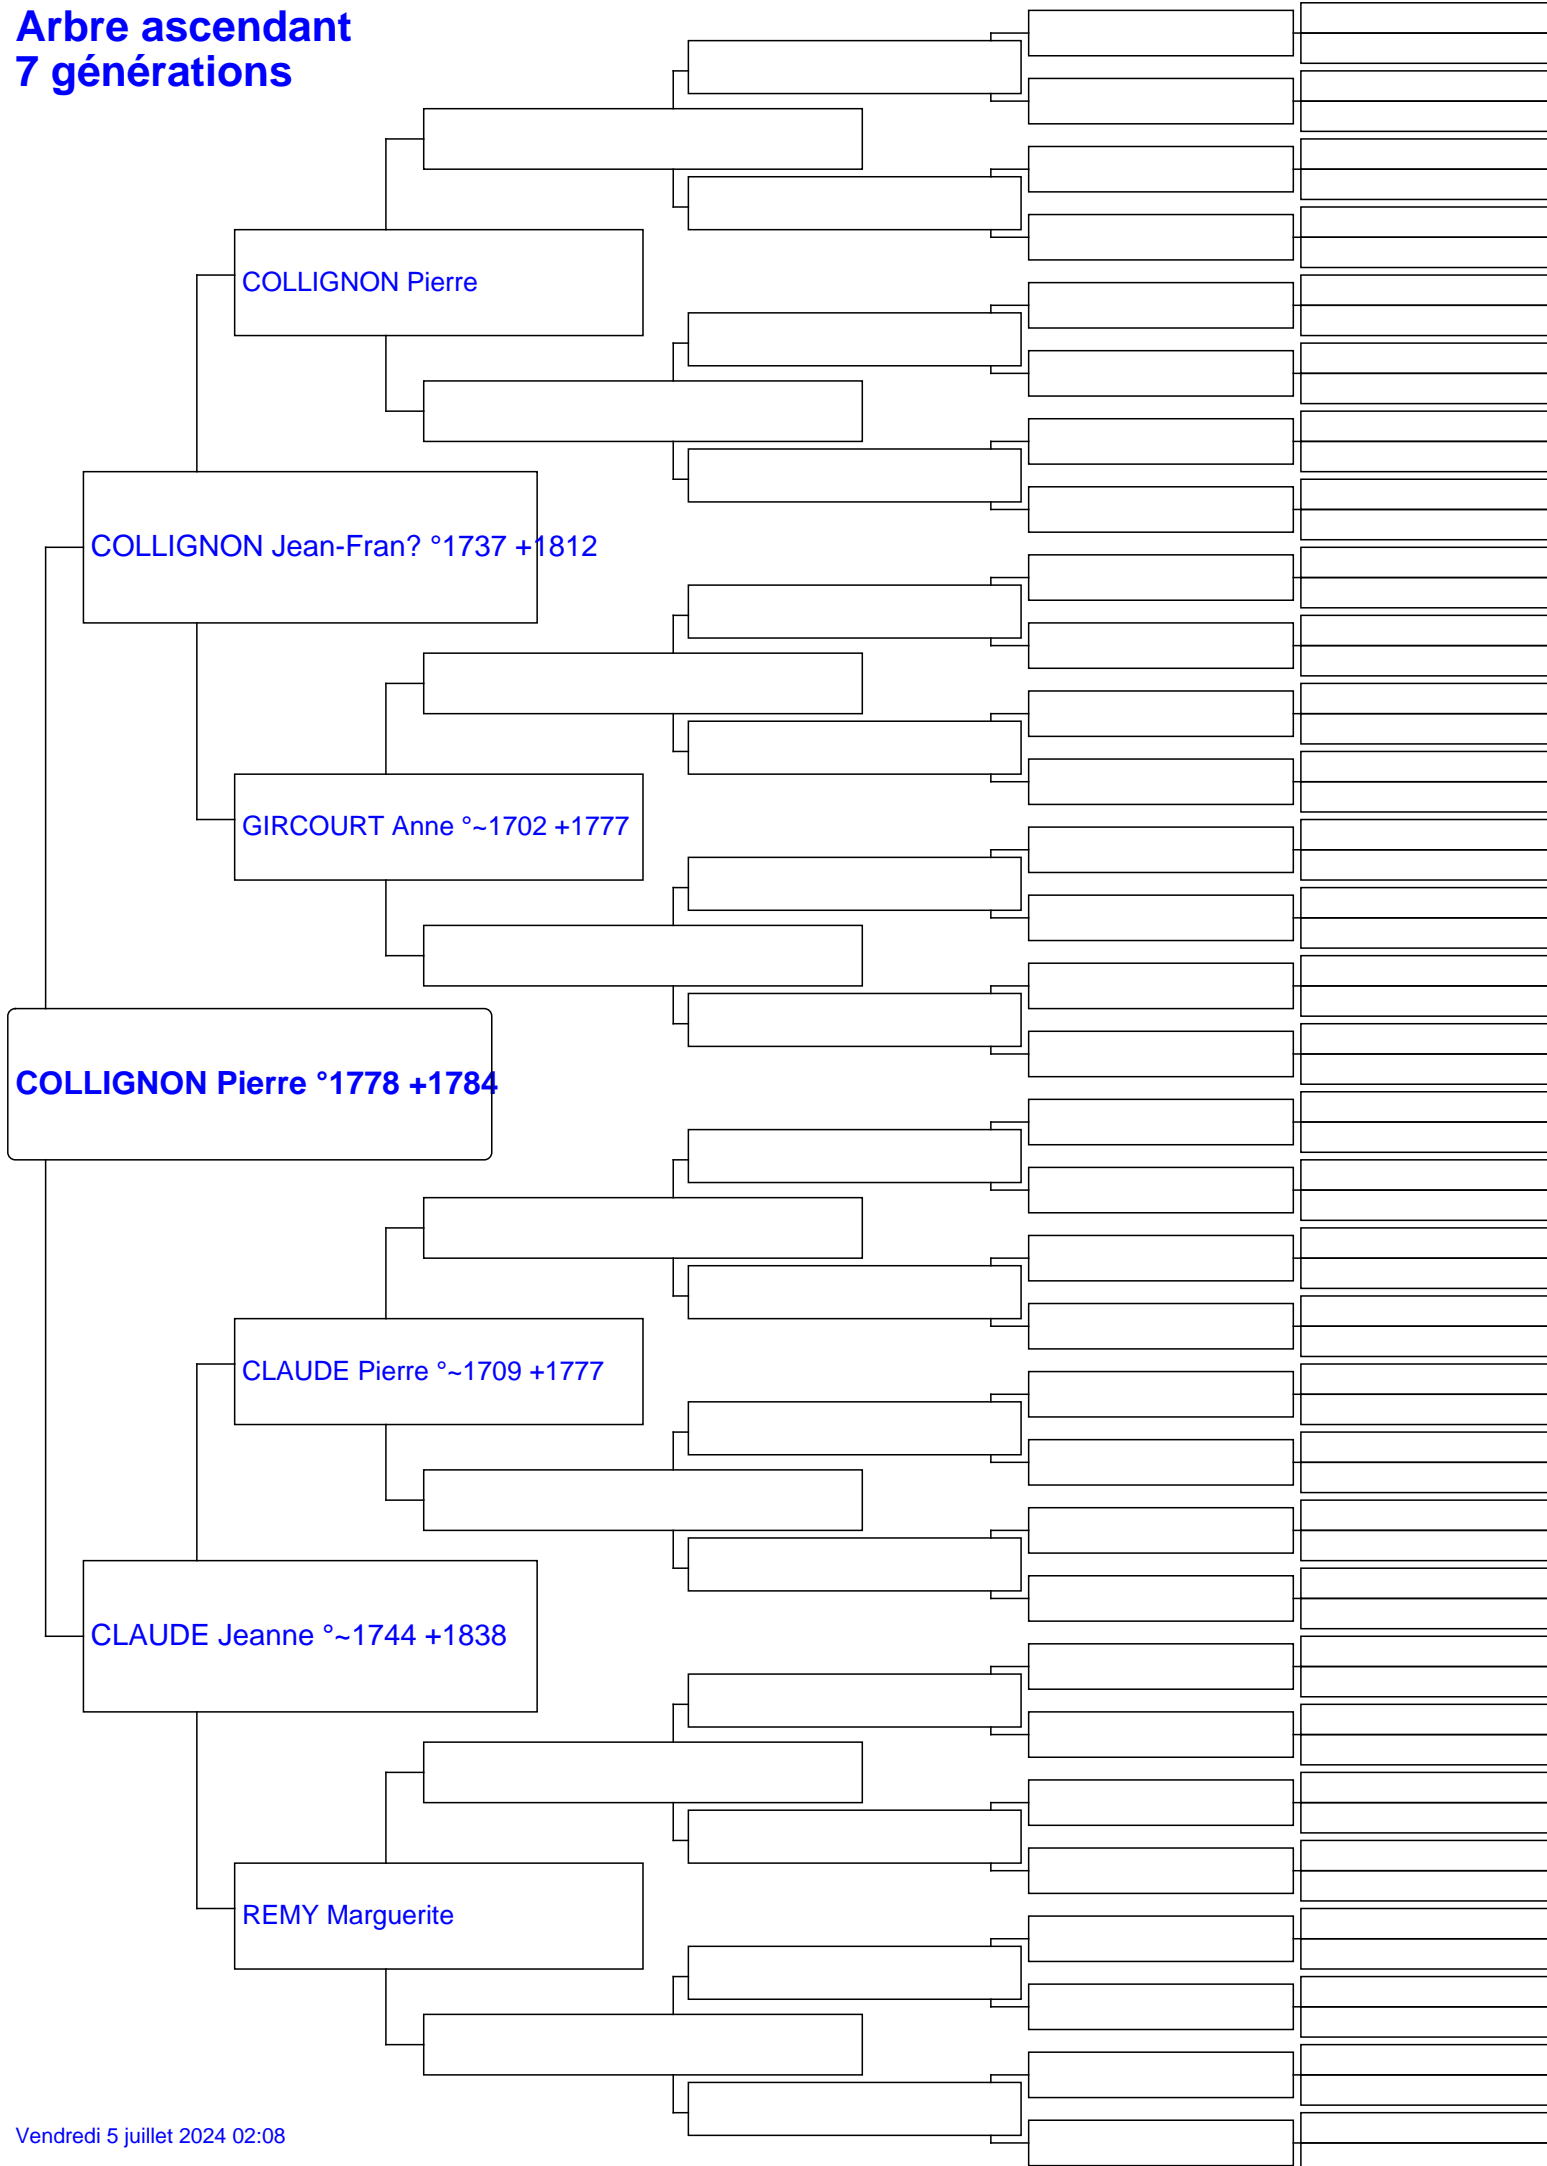 Arbre ascendant
7 générations
COLLIGNON Pierre
COLLIGNON Jean-Fran? °1737 +1812
GIRCOURT Anne °~1702 +1777
COLLIGNON Pierre °1778 +1784
CLAUDE Pierre °~1709 +1777
CLAUDE Jeanne °~1744 +1838
REMY Marguerite
Vendredi 5 juillet 2024 02:08